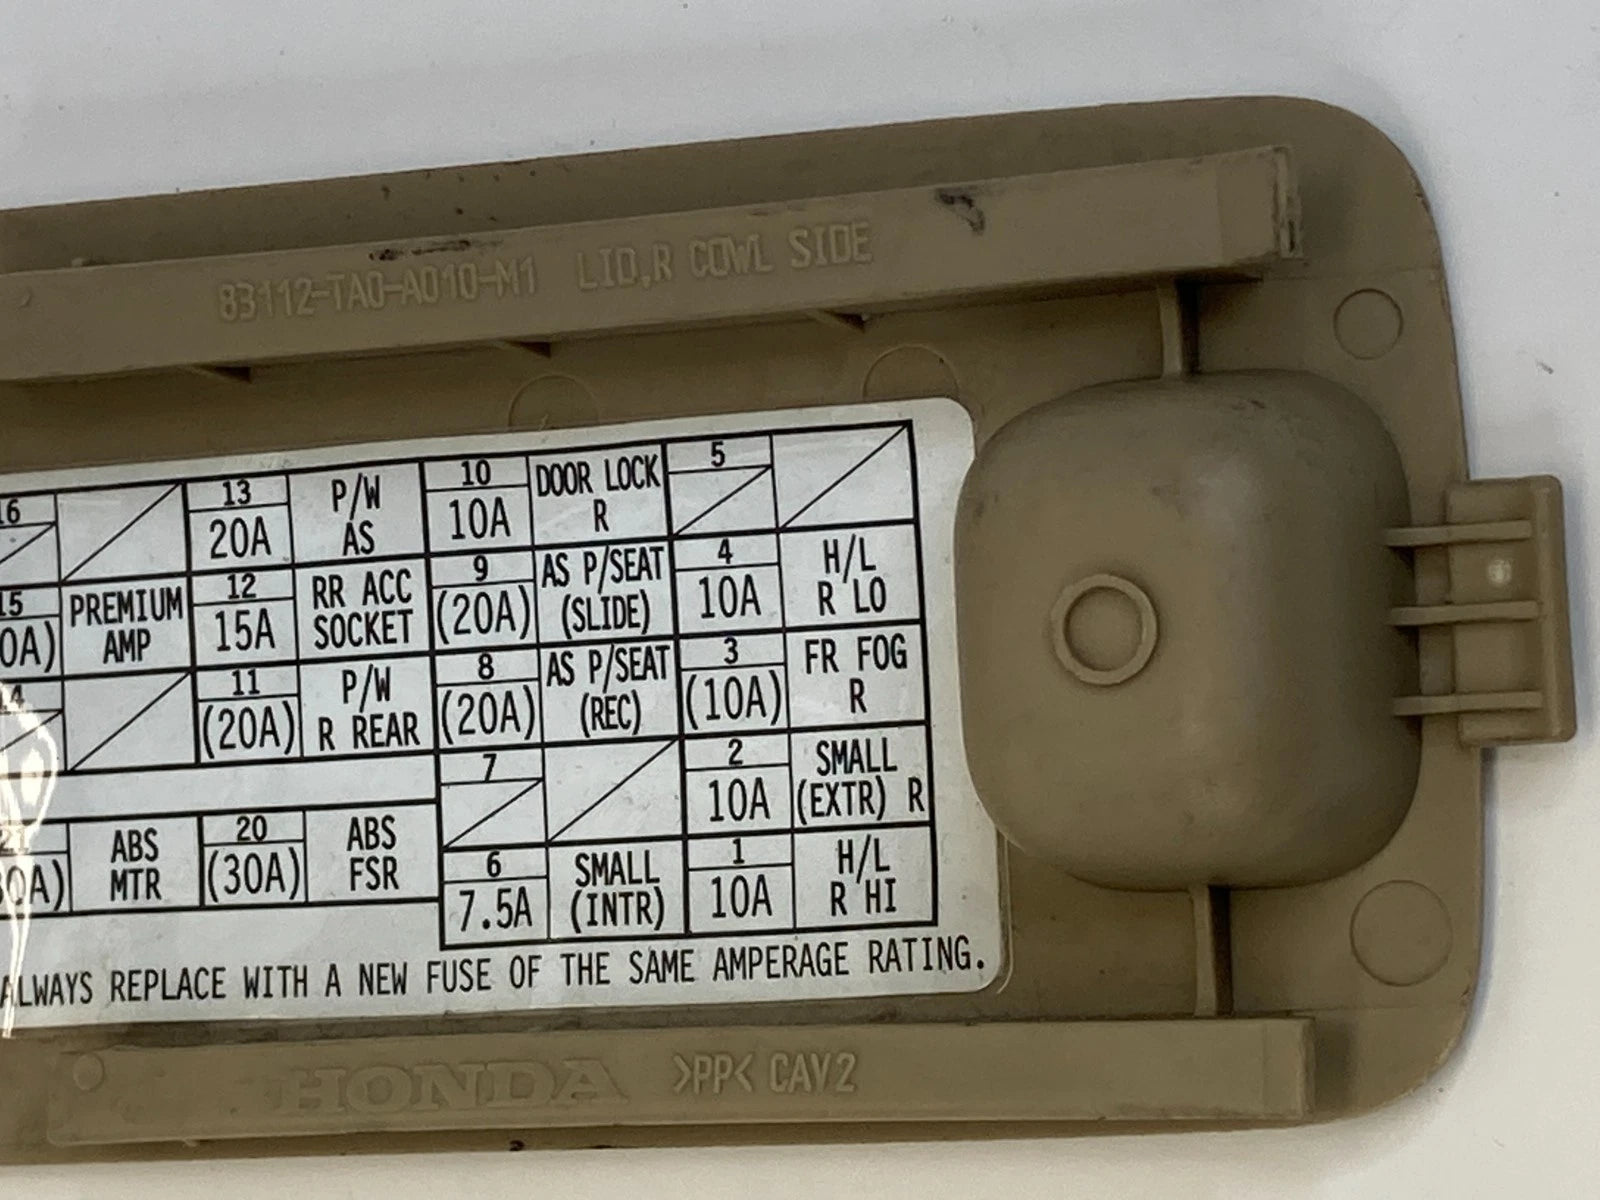 83112-TA0-A010-M1 LID,R COWL SIDE
16
13 20A P/W AS
10 10A DOOR LOCK R
5
15 0A) PREMIUM AMP
12 15A RR ACC SOCKET
9 (20A) AS P/SEAT (SLIDE)
4 10A H/L R LO
4
11 (20A) P/W R REAR
8 (20A) AS P/SEAT (REC)
3 (10A) FR FOG R
7
2 10A SMALL (EXTR) R
21 0A) ABS MTR
20 (30A) ABS FSR
6 7.5A SMALL (INTR)
1 10A H/L R HI
ALWAYS REPLACE WITH A NEW FUSE OF THE SAME AMPERAGE RATING.
HONDA >PP< CAV2